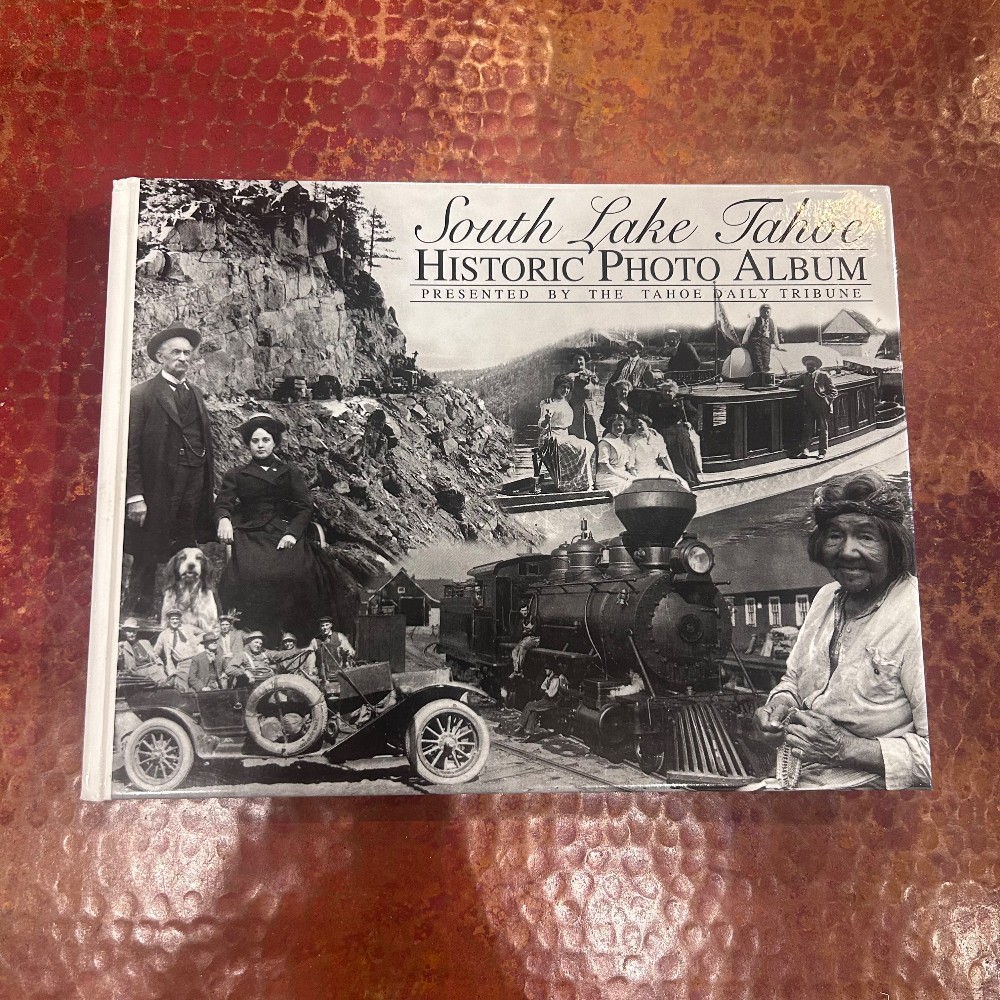 South Lake Tahoe
HISTORIC PHOTO ALBUM
PRESENTED BY THE TAHOE DAILY TRIBUNE